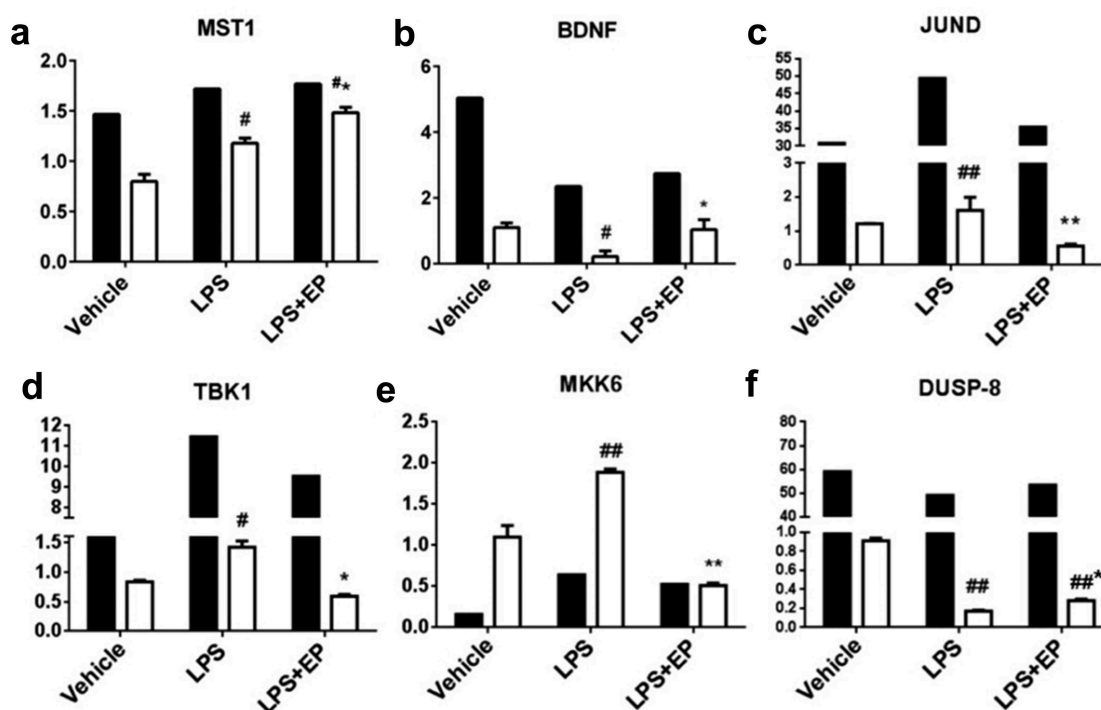 a
MST1
2.0
1.5
1.0
0.5
0.0
#
#*
Vehicle
LPS
LPS+EP
b
BDNF
6
4
2
0
#
*
Vehicle
LPS
LPS+EP
c
JUND
55
50
45
40
35
30
3
2
1
0
##
**
Vehicle
LPS
LPS+EP
d
TBK1
12
11
10
9
8
1.5
1.0
0.5
0.0
#
*
Vehicle
LPS
LPS+EP
e
MKK6
2.5
2.0
1.5
1.0
0.5
0.0
##
**
Vehicle
LPS
LPS+EP
f
DUSP-8
80
70
60
50
40
1.0
0.8
0.6
0.4
0.2
0.0
##
##*
Vehicle
LPS
LPS+EP